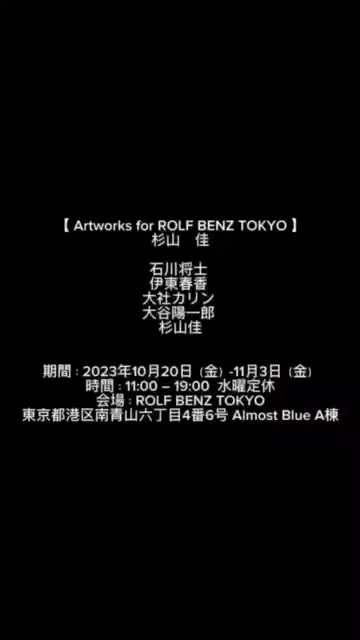 【 Artworks for ROLF BENZ TOKYO 】
杉山　佳
石川将士
伊東春香
大社カリン
大谷陽一郎
杉山佳
期間 : 2023年10月20日（金）-11月3日（金）
時間 : 11:00 – 19:00 水曜定休
会場 : ROLF BENZ TOKYO
東京都港区南青山六丁目4番6号 Almost Blue A棟